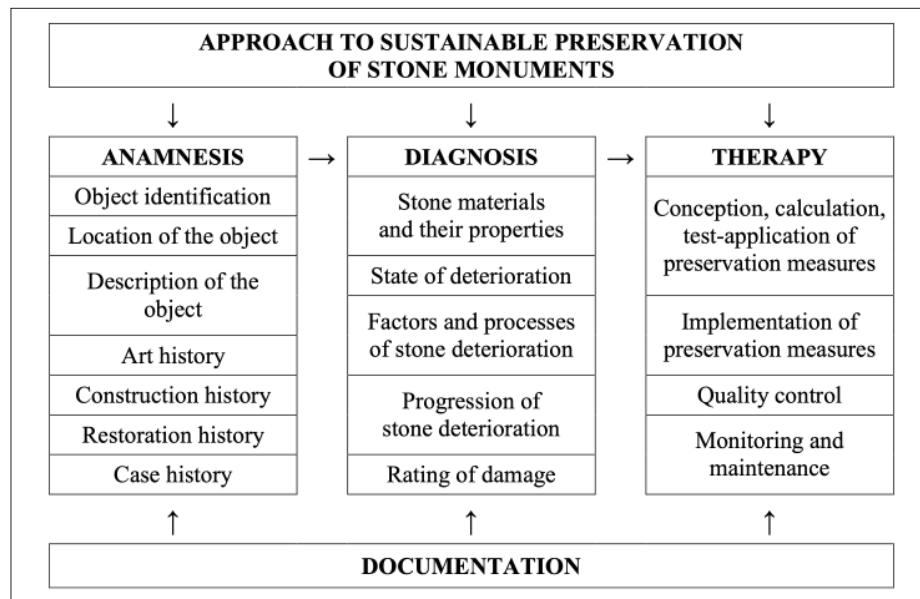 APPROACH TO SUSTAINABLE PRESERVATION
OF STONE MONUMENTS
↓ ↓ ↓
ANAMNESIS → DIAGNOSIS → THERAPY
Object identification
Location of the object
Description of the
object
Art history
Construction history
Restoration history
Case history
Stone materials
and their properties
State of deterioration
Factors and processes
of stone deterioration
Progression of
stone deterioration
Rating of damage
Conception, calculation,
test-application of
preservation measures
Implementation of
preservation measures
Quality control
Monitoring and
maintenance
↑ ↑ ↑
DOCUMENTATION